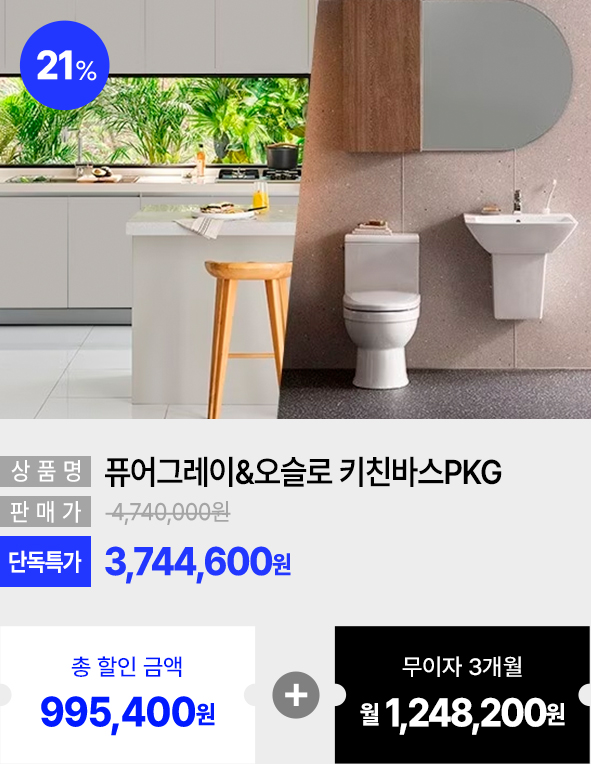 21%
상품명 퓨어그레이&오슬로 키친바스PKG
판매가 4,740,000원
단독특가 3,744,600원
총 할인 금액
995,400원
+
무이자 3개월
월 1,248,200원